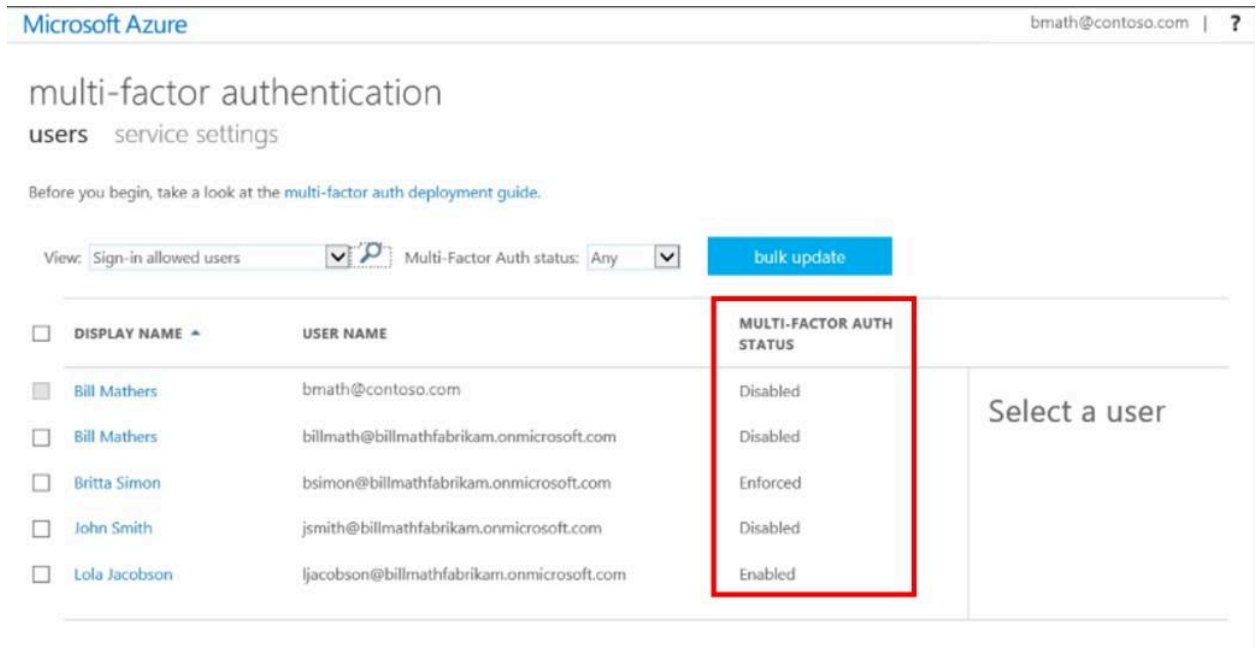 Microsoft Azure bmath@contoso.com | ?
multi-factor authentication
users service settings
Before you begin, take a look at the multi-factor auth deployment guide.
View: Sign-in allowed users Multi-Factor Auth status: Any bulk update
DISPLAY NAME USER NAME MULTI-FACTOR AUTH STATUS
Bill Mathers bmath@contoso.com Disabled
Select a user
Bill Mathers billmath@billmathfabrikam.onmicrosoft.com Disabled
Britta Simon bsimon@billmathfabrikam.onmicrosoft.com Enforced
John Smith jsmith@billmathfabrikam.onmicrosoft.com Disabled
Lola Jacobson ljacobson@billmathfabrikam.onmicrosoft.com Enabled